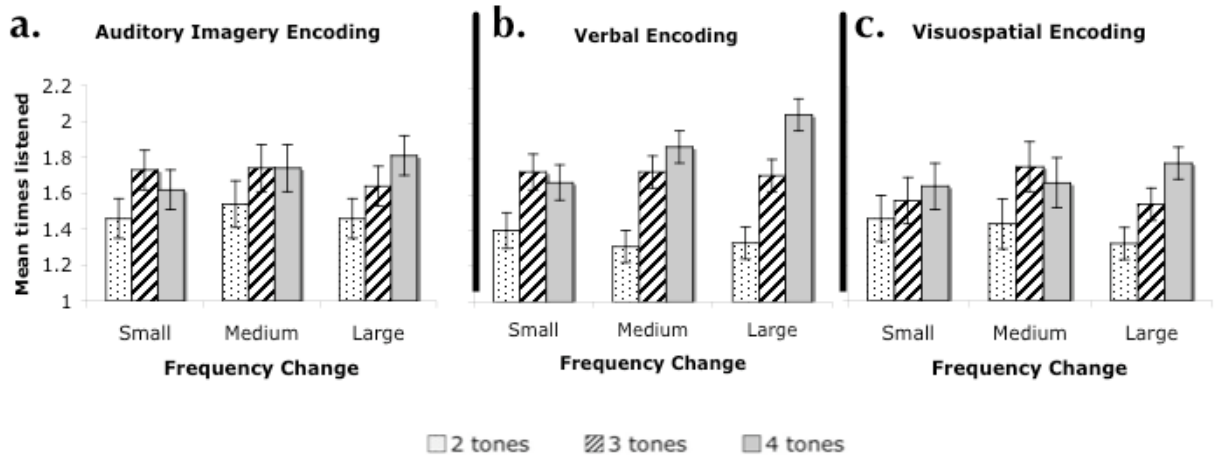 a. Auditory Imagery Encoding
b. Verbal Encoding
c. Visuospatial Encoding
Mean times listened
2.2
2
1.8
1.6
1.4
1.2
1
Small Medium Large
Frequency Change
Small Medium Large
Frequency Change
Small Medium Large
Frequency Change
2 tones 3 tones 4 tones